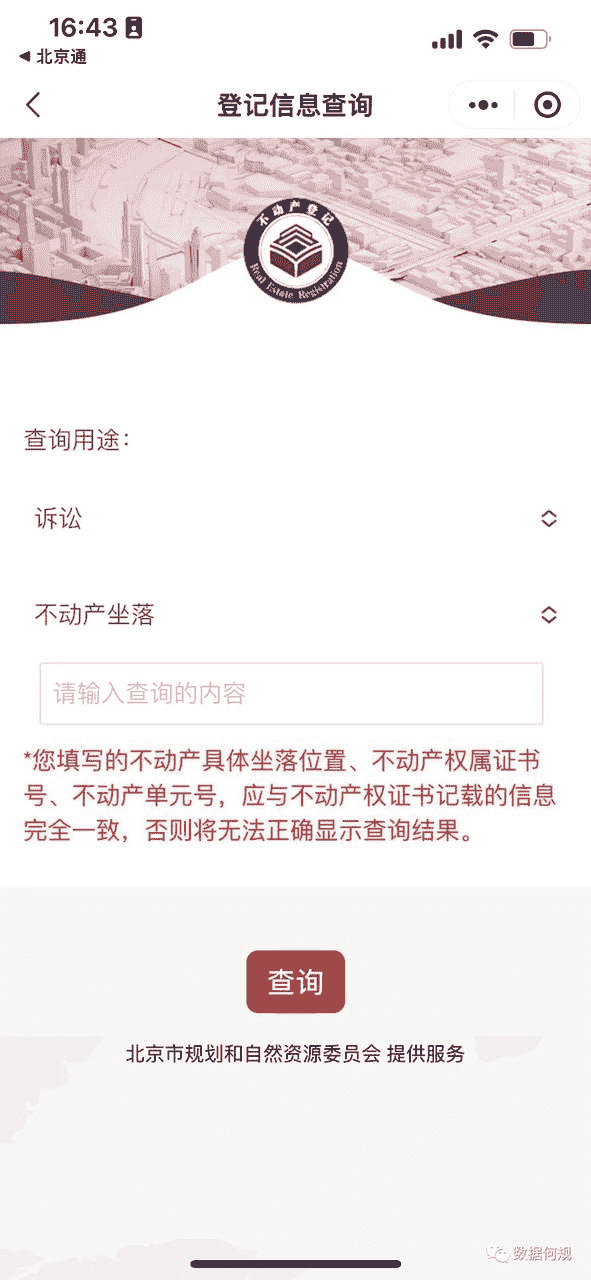 16:43
北京通
登记信息查询
不动产登记
Real Estate Registration
查询用途：
诉讼
不动产坐落
请输入查询的内容
*您填写的不动产具体坐落位置、不动产权属证书
号、不动产单元号，应与不动产权证书记载的信息
完全一致，否则将无法正确显示查询结果。
查询
北京市规划和自然资源委员会 提供服务
数据何规